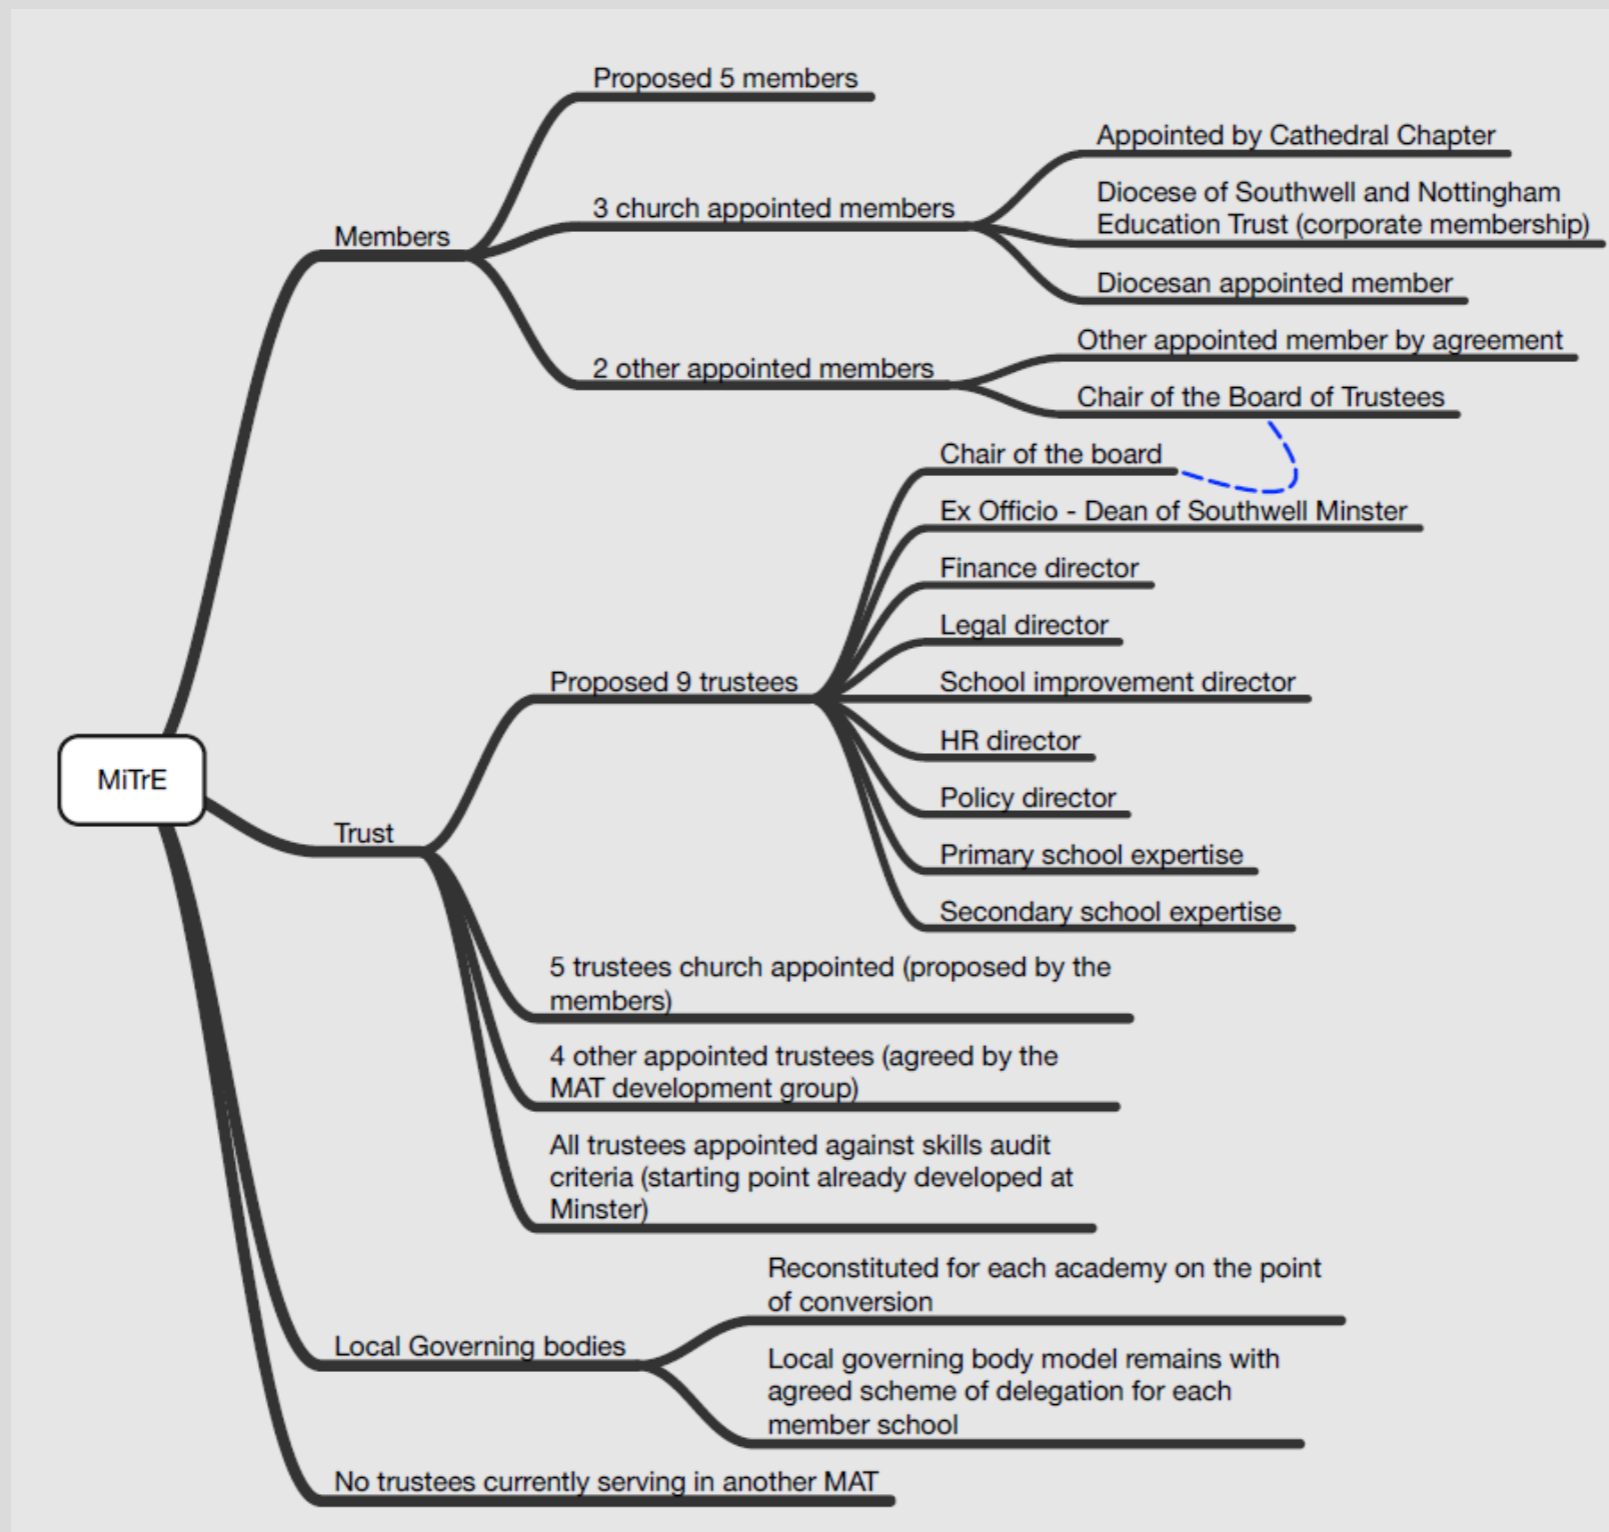 Proposed 5 members
Appointed by Cathedral Chapter
Diocese of Southwell and Nottingham
Education Trust (corporate membership)
3 church appointed members
Members
Diocesan appointed member
Other appointed member by agreement
2 other appointed members
Chair of the Board of Trustees
Chair of the board
Ex Officio - Dean of Southwell Minster
Finance director
Legal director
Proposed 9 trustees
School improvement director
HR director
MiTrE
Policy director
Trust
Primary school expertise
Secondary school expertise
5 trustees church appointed (proposed by the
members)
4 other appointed trustees (agreed by the
MAT development group)
All trustees appointed against skills audit
criteria (starting point already developed at
Minster)
Reconstituted for each academy on the point
of conversion
Local Governing bodies
Local governing body model remains with
agreed scheme of delegation for each
member school
No trustees currently serving in another MAT